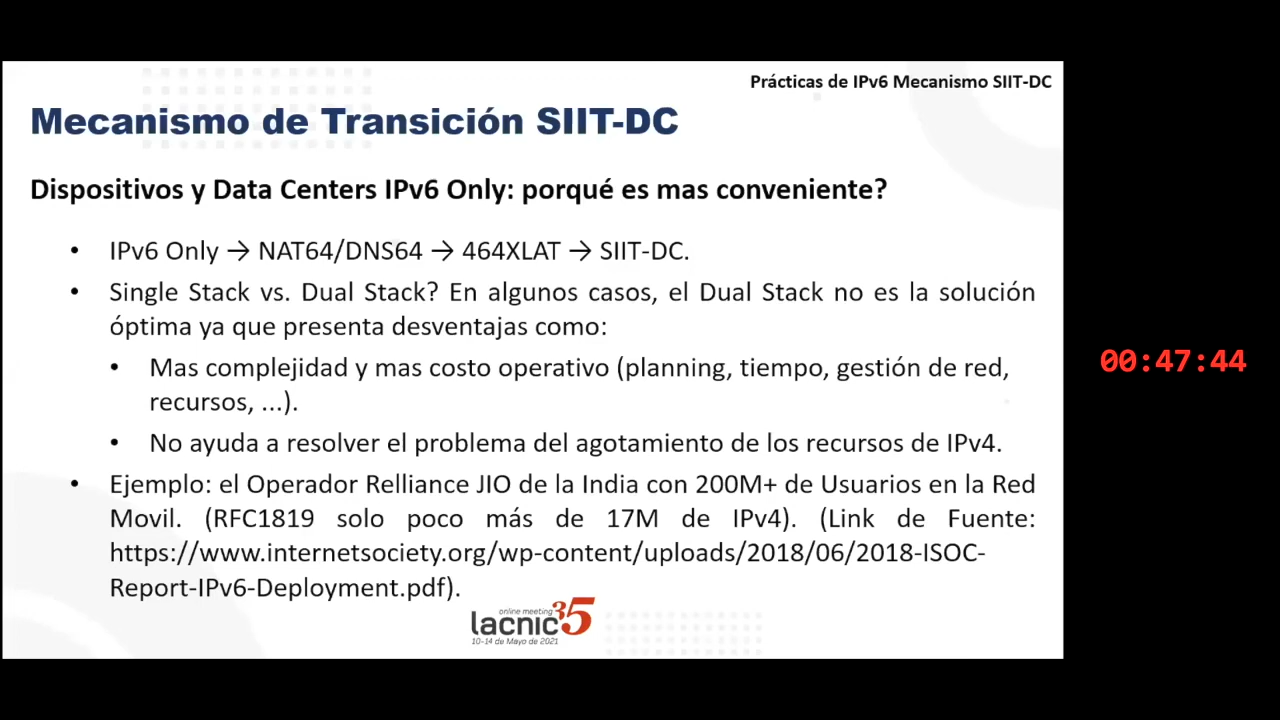 Prácticas de IPv6 Mecanismo SIIT-DC
Mecanismo de Transición SIIT-DC
Dispositivos y Data Centers IPv6 Only: porqué es mas conveniente?
• IPv6 Only → NAT64/DNS64 → 464XLAT → SIIT-DC.
• Single Stack vs. Dual Stack? En algunos casos, el Dual Stack no es la solución
óptima ya que presenta desventajas como:
• Mas complejidad y mas costo operativo (planning, tiempo, gestión de red,
recursos, ...).
• No ayuda a resolver el problema del agotamiento de los recursos de IPv4.
• Ejemplo: el Operador Relliance JIO de la India con 200M+ de Usuarios en la Red
Movil. (RFC1819 solo poco más de 17M de IPv4). (Link de Fuente:
https://www.internetsociety.org/wp-content/uploads/2018/06/2018-ISOC-
Report-IPv6-Deployment.pdf).
online meeting
lacnic 35
10-14 de Mayo de 2021
00:47:44